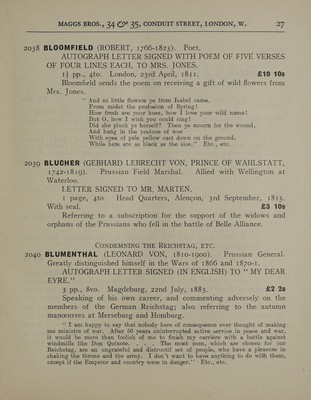 MAGGS BROS., 34 & 35, CONDUIT STREET, LONDON, W. 27
2038 BLOOMFIELD (ROBERT, 1766-1823). Poet.
AUTOGRAPH LETTER SIGNED WITH POEM OF FIVE VERSES
OF FOUR LINES EACH, TO MRS. JONES.
1½ pp., 4to. London, 23rd April, 1811. £10 10s
Bloomfield sends the poem on receiving a gift of wild flowers from
Mrs. Jones.
" And so little flowers ye from Isabel came,
From midst the profusion of Spring!
How fresh are your hues, how I love your wild name!
But O, how I wish you could sing!
Did she pluck ye herself? Then ye mourn for the wound,
And hang in the posture of woe
With eyes of pale yellow cast down on the ground,
While here are as black as the sloe." Etc., etc.
2039 BLUCHER (GEBHARD LEBRECHT VON, PRINCE OF WAHLSTATT,
1742-1819). Prussian Field Marshal. Allied with Wellington at
Waterloo.
LETTER SIGNED TO MR. MARTEN.
1 page, 4to. Head Quarters, Alençon, 3rd September, 1815.
With seal. £3 10s
Referring to a subscription for the support of the widows and
orphans of the Prussians who fell in the battle of Belle Alliance.
CONDEMNING THE REICHSTAG, ETC.
2040 BLUMENTHAL (LEONARD VON, 1810-1900). Prussian General.
Greatly distinguished himself in the Wars of 1866 and 1870-1.
AUTOGRAPH LETTER SIGNED (IN ENGLISH) TO " MY DEAR
EYRE."
3 pp., 8vo. Magdeburg, 22nd July, 1883. £2 2s
Speaking of his own career, and commenting adversely on the
members of the German Reichstag; also referring to the autumn
manœuvres at Merseburg and Homburg.
" I am happy to say that nobody here of consequence ever thought of making
me ministre of war. After 56 years uninterrupted active service in peace and war,
it would be more than foolish of me to finish my carriere with a battle against
windmills like Don Quixote. . . . The most men, which are chosen for our
Reichstag, are an ungrateful and distructif set of people, who have a pleasure in
shaking the throne and the army. I don't want to have anything to do with them,
except if the Emperor and country were in danger." Etc., etc.